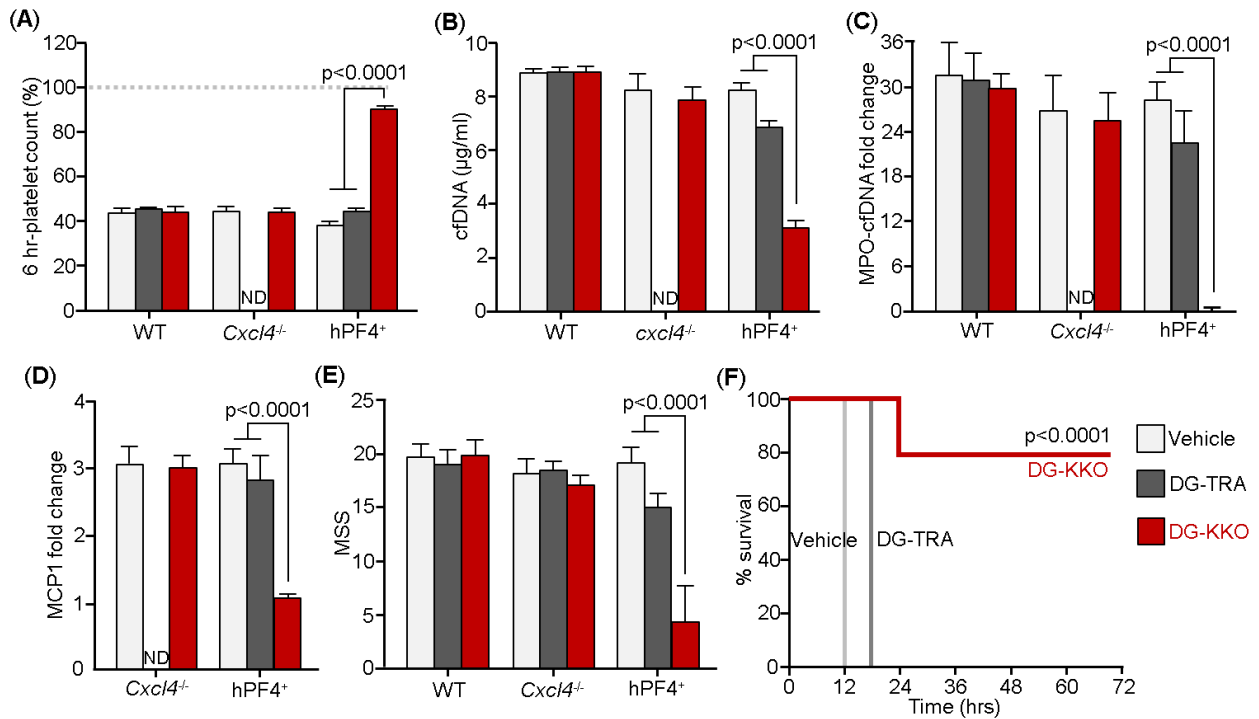 (A)
6 hr-platelet count (%)
120
100
80
60
40
20
0
p<0.0001
ND
WT
Cxcl4-/-
hPF4+
(B)
cfDNA (µg/ml)
10
8
6
4
2
0
p<0.0001
ND
WT
cxcl4-/-
hPF4+
(C)
MPO-cfDNA fold change
36
30
24
18
12
6
0
p<0.0001
ND
WT
Cxcl4-/-
hPF4+
(D)
MCP1 fold change
4
3
2
1
0
p<0.0001
ND
Cxcl4-/-
hPF4+
(E)
MSS
25
20
15
10
5
0
p<0.0001
WT
Cxcl4-/-
hPF4+
(F)
% survival
100
80
60
40
20
0
p<0.0001
DG-KKO
Vehicle
DG-TRA
0
12
24
36
48
60
72
Time (hrs)
Vehicle
DG-TRA
DG-KKO